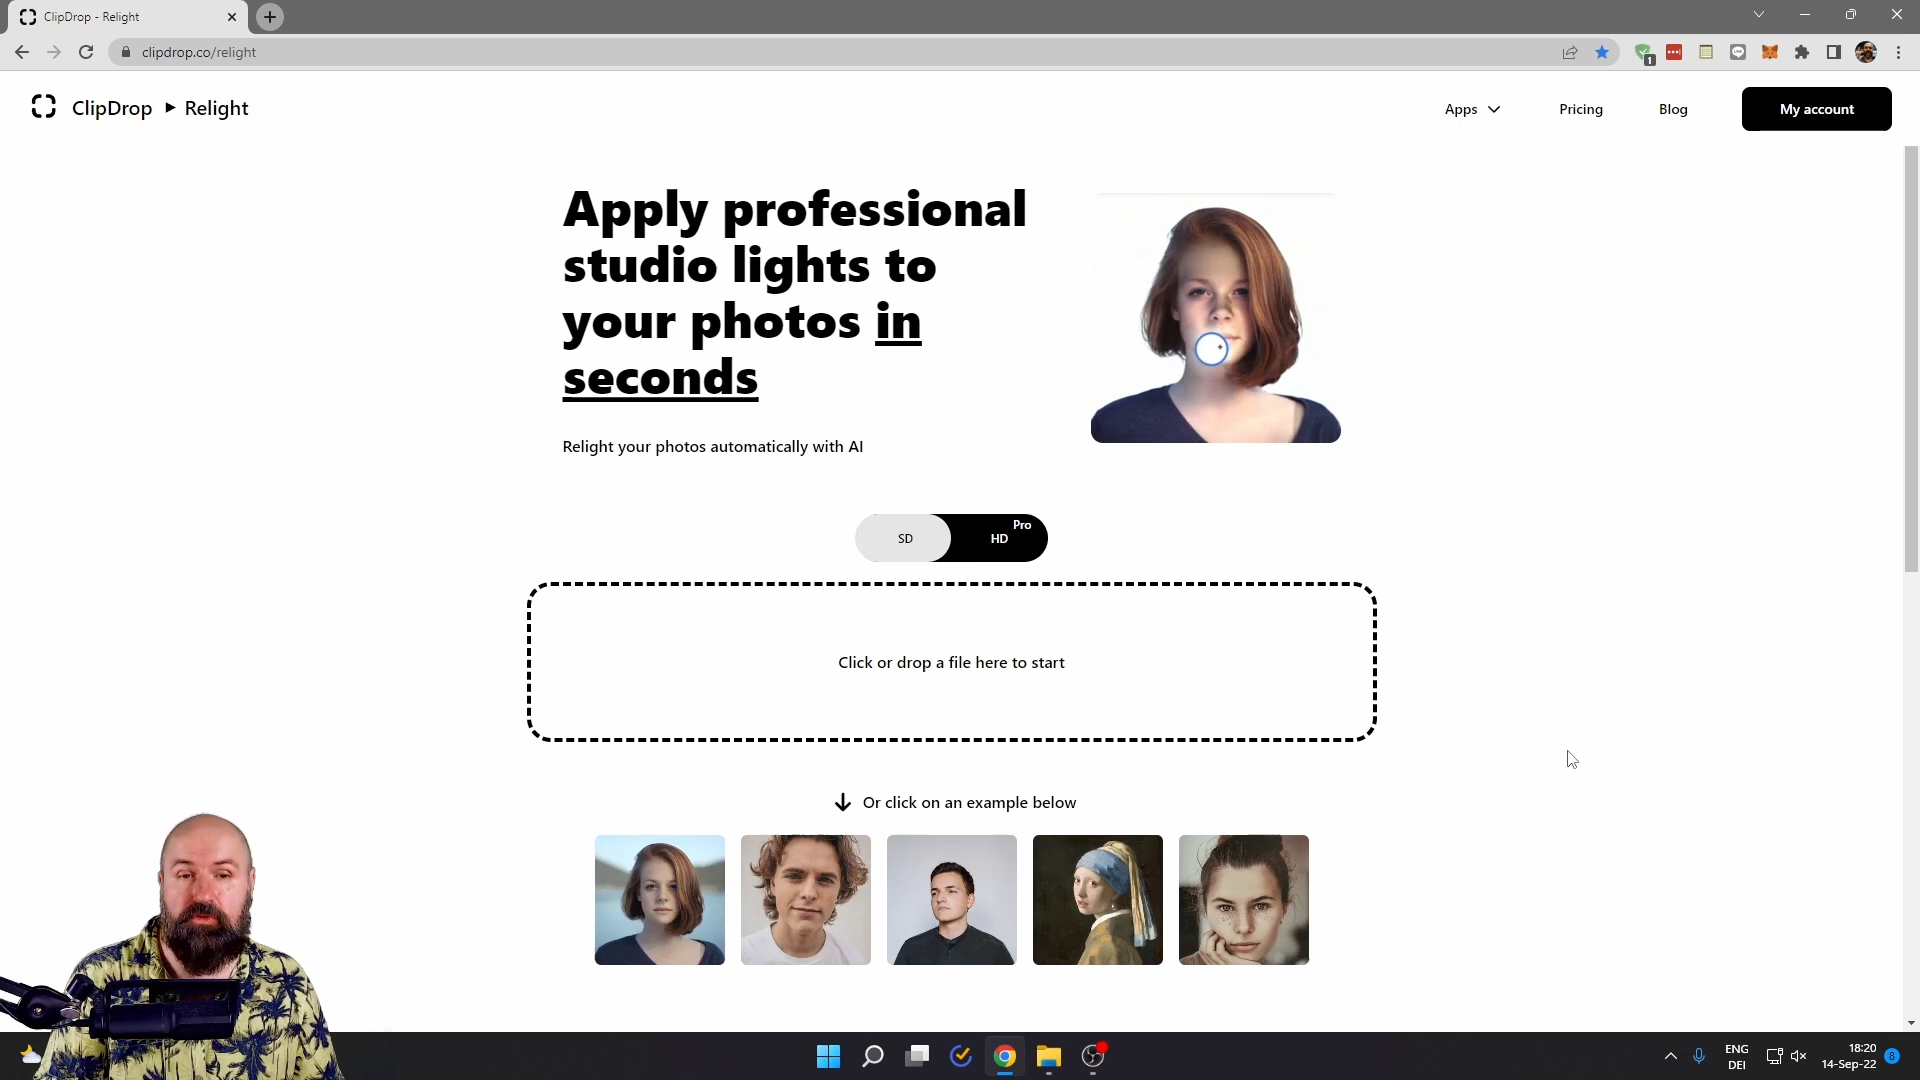 ClipDrop - Relight
clipdrop.co/relight
1
ClipDrop ► Relight
Apps
Pricing
Blog
My account
Apply professional
studio lights to
your photos in
seconds
Relight your photos automatically with AI
SD
HD
Pro
Click or drop a file here to start
Or click on an example below
ENG
DEI
18:20
14-Sep-22
8